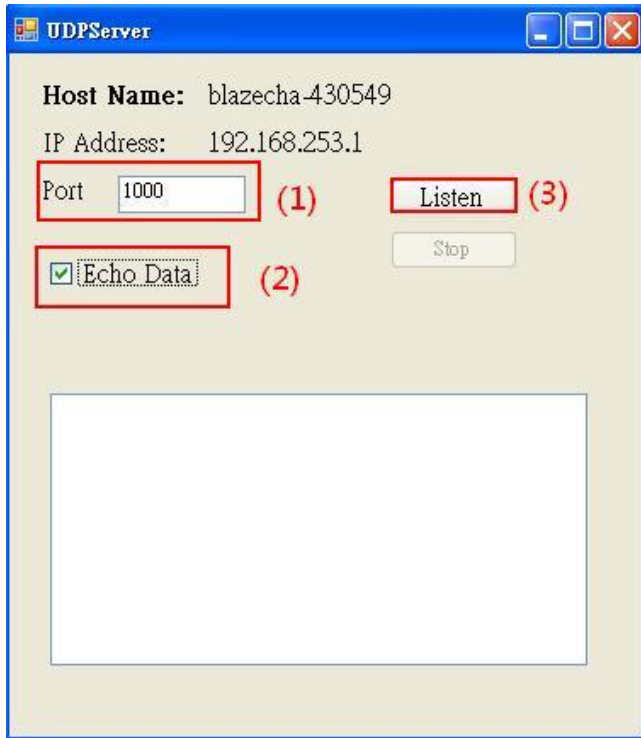 UDPServer
Host Name: blazecha-430549
IP Address: 192.168.253.1
Port 1000 (1)
Listen (3)
Stop
Echo Data (2)